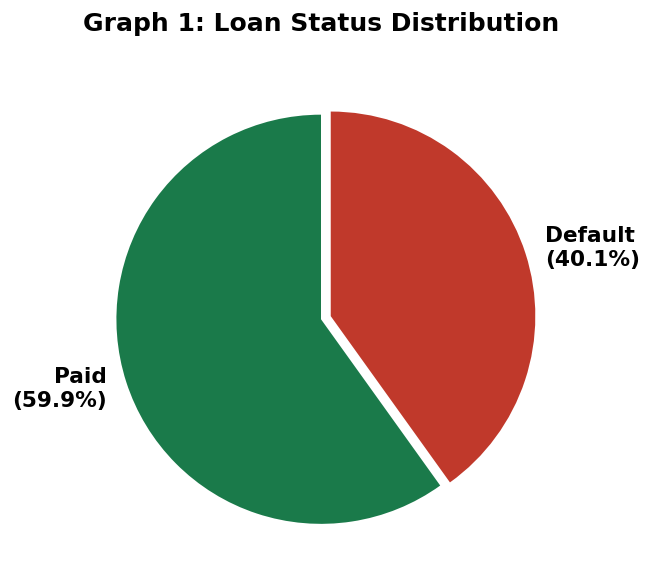 Graph 1: Loan Status Distribution
Default
(40.1%)
Paid
(59.9%)